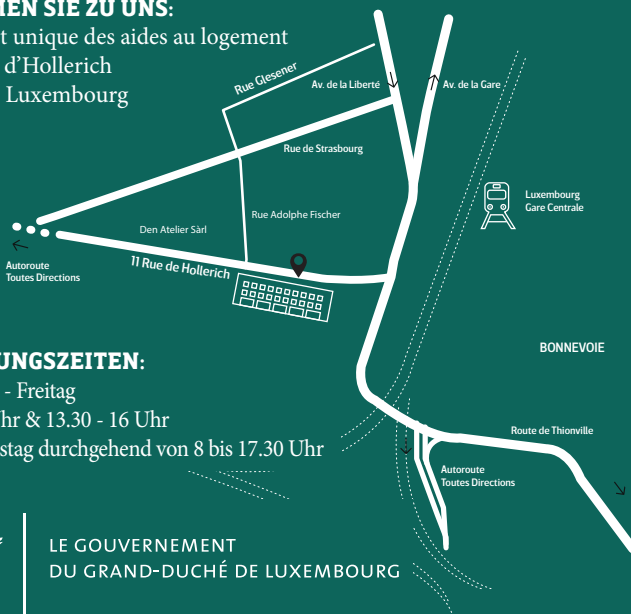 MEN SIE ZU UNS:
t unique des aides au logement
d’Hollerich
Luxembourg
Rue Glesener
Av. de la Liberté
Av. de la Gare
Rue de Strasbourg
Luxembourg
Gare Centrale
Rue Adolphe Fischer
Den Atelier Sàrl
11 Rue de Hollerich
Autoroute
Toutes Directions
BONNEVOIE
UNGSZEITEN:
- Freitag
hr & 13.30 - 16 Uhr
stag durchgehend von 8 bis 17.30 Uhr
Route de Thionville
Autoroute
Toutes Directions
LE GOUVERNEMENT
DU GRAND-DUCHÉ DE LUXEMBOURG